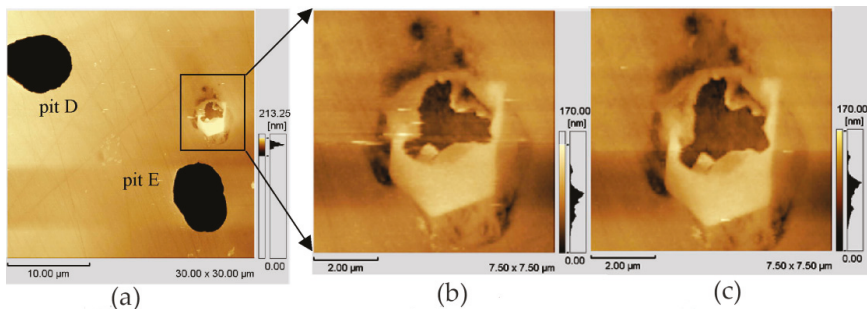 pit D
pit E
213.25
[nm]
0.00
10.00 µm
30.00 x 30.00 µm
(a)
170.00
[nm]
0.00
2.00 µm
7.50 x 7.50 µm
(b)
170.00
[nm]
0.00
2.00 µm
7.50 x 7.50 µm
(c)